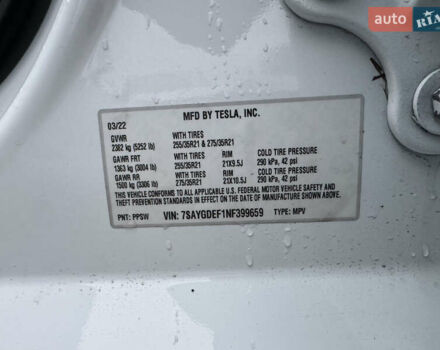 auto RIA
MFD BY TESLA, INC.
03/22
GVWR WITH TIRES
2382 kg (5252 lb) 255/35R21 & 275/35R21
GAWR FRT WITH TIRES RIM COLD TIRE PRESSURE
1363 kg (3004 lb) 255/35R21 21X9.5J 290 kPa, 42 psi
GAWR RR WITH TIRES RIM COLD TIRE PRESSURE
1500 kg (3306 lb) 275/35R21 21X10.5J 290 kPa, 42 psi
THIS VEHICLE CONFORMS TO ALL APPLICABLE U.S. FEDERAL MOTOR VEHICLE SAFETY AND
THEFT PREVENTION STANDARDS IN EFFECT ON THE DATE OF MANUFACTURE SHOWN ABOVE.
PNT: PPSW VIN: 7SAYGDEF1NF399659 TYPE: MPV